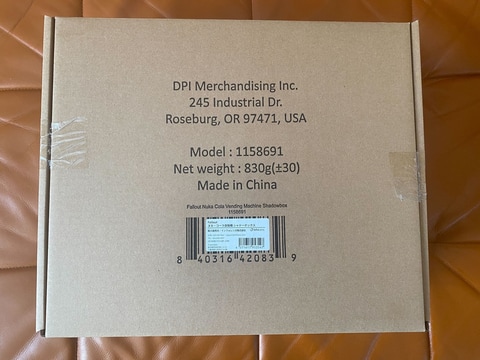 DPI Merchandising Inc.
245 Industrial Dr.
Roseburg, OR 97471, USA
Model : 1158691
Net weight : 830g(±30)
Made in China
Fallout Nuka Cola Vending Machine Shadowbox
1158691
8 40316 42083 9